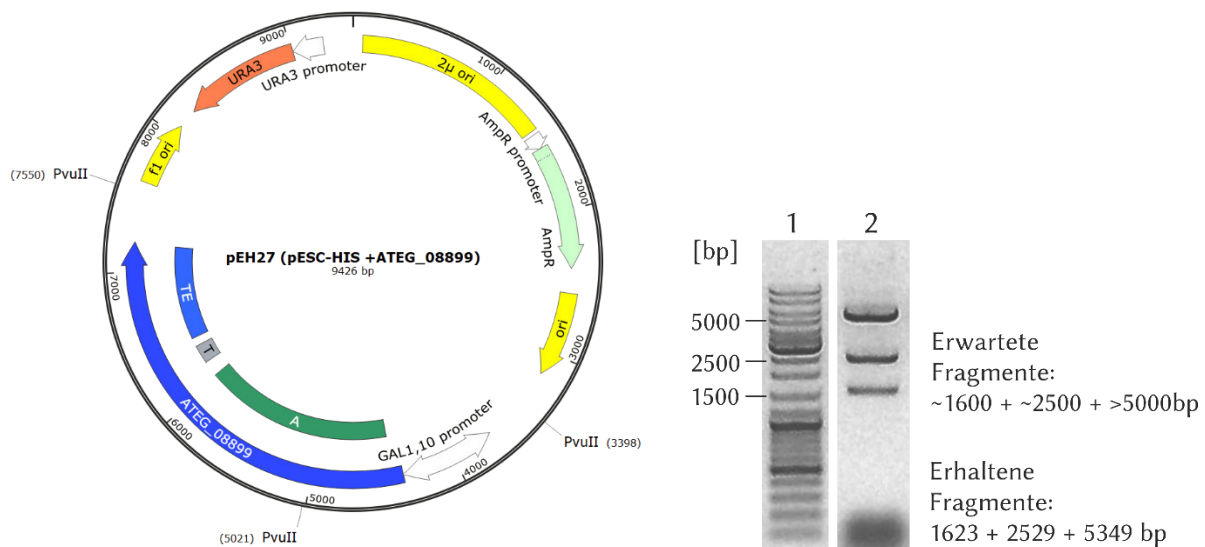 9000
1000
URA3
URA3 promoter
2μ ori
8000
AmpR promoter
f1 ori
(7550) PvuII
2000
AmpR
pEH27 (pESC-HIS +ATEG_08899)
9426 bp
7000
TE
ori
T
3000
A
GAL1,10 promoter
ATEG_08899
6000
PvuII (3398)
4000
5000
(5021) PvuII
1 2
[bp]
5000
2500
1500
Erwartete
Fragmente:
~1600 + ~2500 + >5000bp
Erhaltene
Fragmente:
1623 + 2529 + 5349 bp